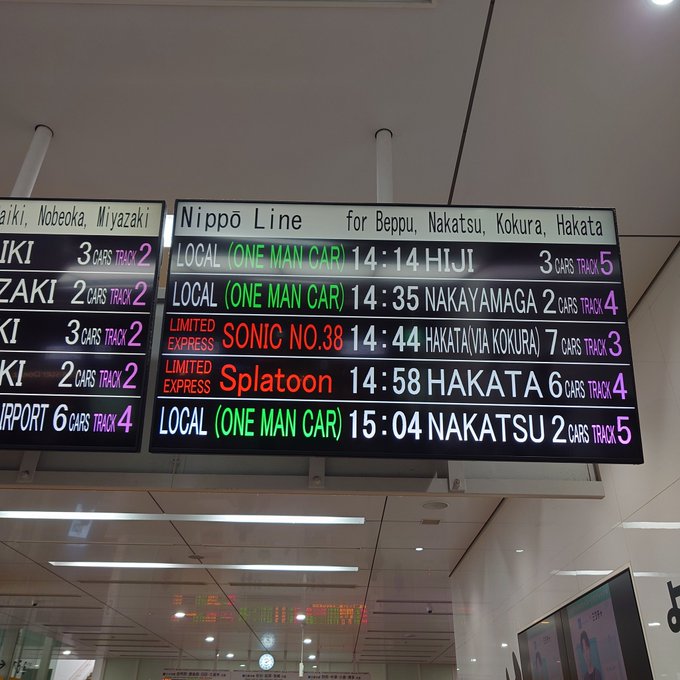 aiki, Nobeoka, Miyazaki
IKI 3 CARS TRACK 2
ZAKI 2 CARS TRACK 2
KI 3 CARS TRACK 2
KI 2 CARS TRACK 2
AIRPORT 6 CARS TRACK 4
Nippō Line for Beppu, Nakatsu, Kokura, Hakata
LOCAL (ONE MAN CAR) 14:14 HIJI 3 CARS TRACK 5
LOCAL (ONE MAN CAR) 14:35 NAKAYAMAGA 2 CARS TRACK 4
LIMITED EXPRESS SONIC NO.38 14:44 HAKATA(VIA KOKURA) 7 CARS TRACK 3
LIMITED EXPRESS Splatoon 14:58 HAKATA 6 CARS TRACK 4
LOCAL (ONE MAN CAR) 15:04 NAKATSU 2 CARS TRACK 5